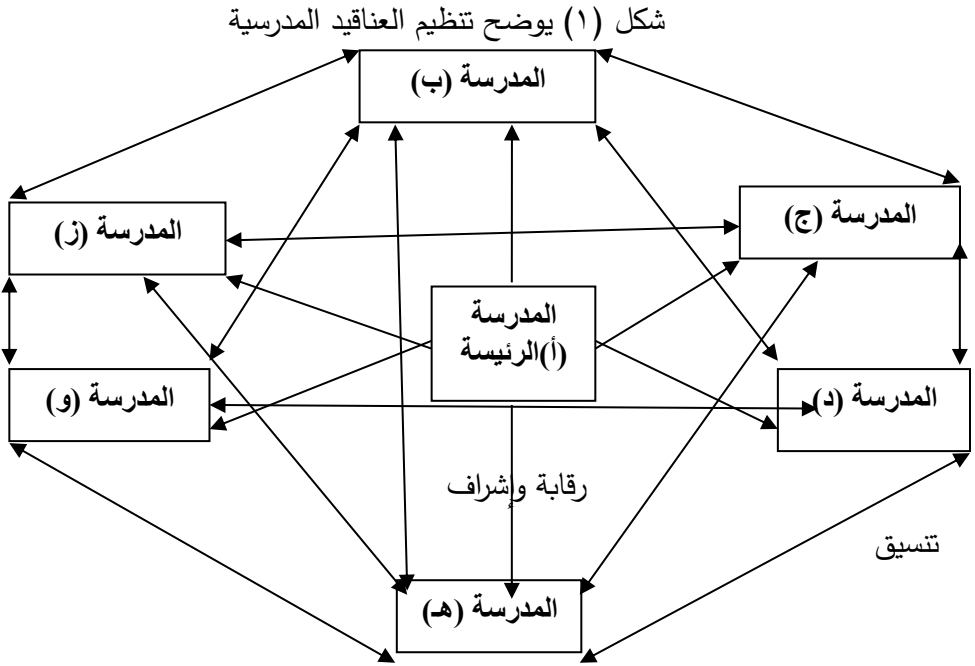 شكل (١) يوضح تنظيم العناقيد المدرسية
المدرسة (ب)
المدرسة (ج)
المدرسة (ز)
المدرسة
(أ)الرئيسة
المدرسة (د)
المدرسة (و)
رقابة وإشراف
تنسيق
المدرسة (هـ)